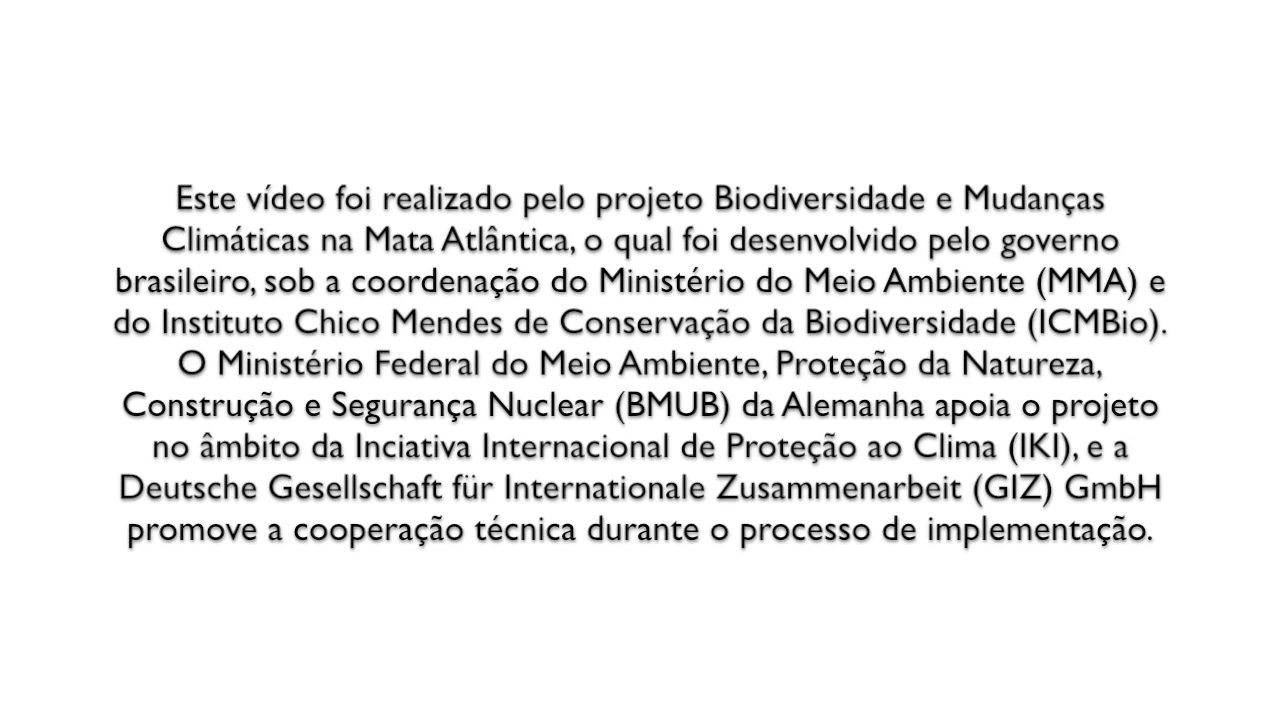 Este vídeo foi realizado pelo projeto Biodiversidade e Mudanças
Climáticas na Mata Atlântica, o qual foi desenvolvido pelo governo
brasileiro, sob a coordenação do Ministério do Meio Ambiente (MMA) e
do Instituto Chico Mendes de Conservação da Biodiversidade (ICMBio).
O Ministério Federal do Meio Ambiente, Proteção da Natureza,
Construção e Segurança Nuclear (BMUB) da Alemanha apoia o projeto
no âmbito da Inciativa Internacional de Proteção ao Clima (IKI), e a
Deutsche Gesellschaft für Internationale Zusammenarbeit (GIZ) GmbH
promove a cooperação técnica durante o processo de implementação.